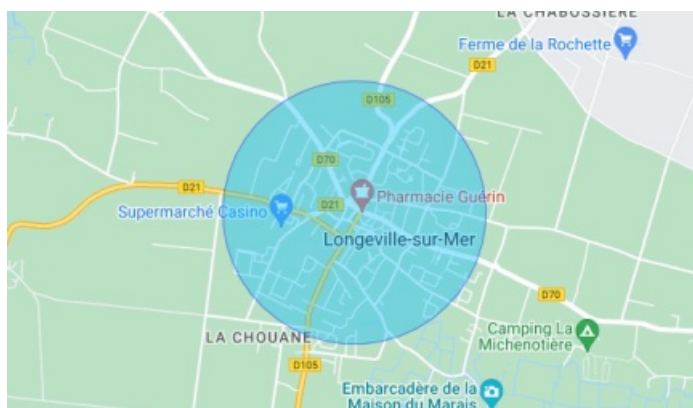 LA CHABOSSIÈRE
Ferme de la Rochette
D21
D105
D70
D21
Pharmacie Guérin
Supermarché Casino
D21
Longeville-sur-Mer
D70
Camping La
Michenotière
LA CHOUANE
D105
Embarcadère de la
Maison du Marais